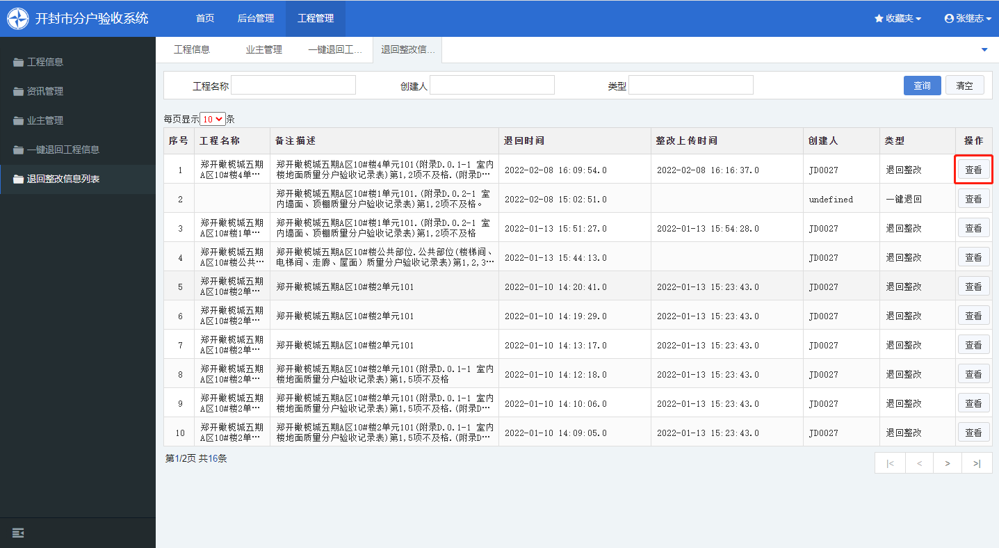 开封市分户验收系统
首页
后台管理
工程管理
收藏夹
张继志
工程信息
资讯管理
业主管理
一键退回工程信息
退回整改信息列表
工程信息
业主管理
一键退回工...
退回整改信...
工程名称
创建人
类型
查询
清空
每页显示 10 条
序号 工程名称 备注描述 退回时间 整改上传时间 创建人 类型 操作
1
郑开橄榄城五期
A区10#楼4单…
郑开橄榄城五期A区10#楼4单元101(附录D.0.1-1 室内
楼地面质量分户验收记录表)第1,2项不及格.(附录D…
2022-02-08 16:09:54.0
2022-02-08 16:16:37.0
JD0027
退回整改
查看
2
郑开橄榄城五期A区10#楼1单元101.(附录D.0.2-1 室
内墙面、顶棚质量分户验收记录表)第1,2项不及格。
2022-02-08 15:02:51.0
undefined
一键退回
查看
3
郑开橄榄城五期
A区10#楼1单…
郑开橄榄城五期A区10#楼1单元101.(附录D.0.2-1 室
内墙面、顶棚质量分户验收记录表)第1,2项不及格
2022-01-13 15:51:27.0
2022-01-13 15:54:28.0
JD0027
退回整改
查看
4
郑开橄榄城五期
A区10#楼公共…
郑开橄榄城五期A区10#楼公共部位.公共部位(楼梯间、
电梯间、走廊、屋面) 质量分户验收记录表)第1,2,3…
2022-01-13 15:44:13.0
JD0027
退回整改
查看
5
郑开橄榄城五期
A区10#楼2单…
郑开橄榄城五期A区10#楼2单元101
2022-01-10 14:20:41.0
2022-01-13 15:23:43.0
JD0027
退回整改
查看
6
郑开橄榄城五期
A区10#楼2单…
郑开橄榄城五期A区10#楼2单元101
2022-01-10 14:19:29.0
2022-01-13 15:23:43.0
JD0027
退回整改
查看
7
郑开橄榄城五期
A区10#楼2单…
郑开橄榄城五期A区10#楼2单元101
2022-01-10 14:13:17.0
2022-01-13 15:23:43.0
JD0027
退回整改
查看
8
郑开橄榄城五期
A区10#楼2单…
郑开橄榄城五期A区10#楼2单元101(附录D.0.1-1 室内
楼地面质量分户验收记录表)第1,5项不及格
2022-01-10 14:12:18.0
2022-01-13 15:23:43.0
JD0027
退回整改
查看
9
郑开橄榄城五期
A区10#楼2单…
郑开橄榄城五期A区10#楼2单元101(附录D.0.1-1 室内
楼地面质量分户验收记录表)第1,5项不及格.(附录D…
2022-01-10 14:10:06.0
2022-01-13 15:23:43.0
JD0027
退回整改
查看
10
郑开橄榄城五期
A区10#楼2单…
郑开橄榄城五期A区10#楼2单元101(附录D.0.1-1 室内
楼地面质量分户验收记录表)第1,5项不及格.(附录D…
2022-01-10 14:09:05.0
2022-01-13 15:23:43.0
JD0027
退回整改
查看
第1/2页 共16条
|< < > >|